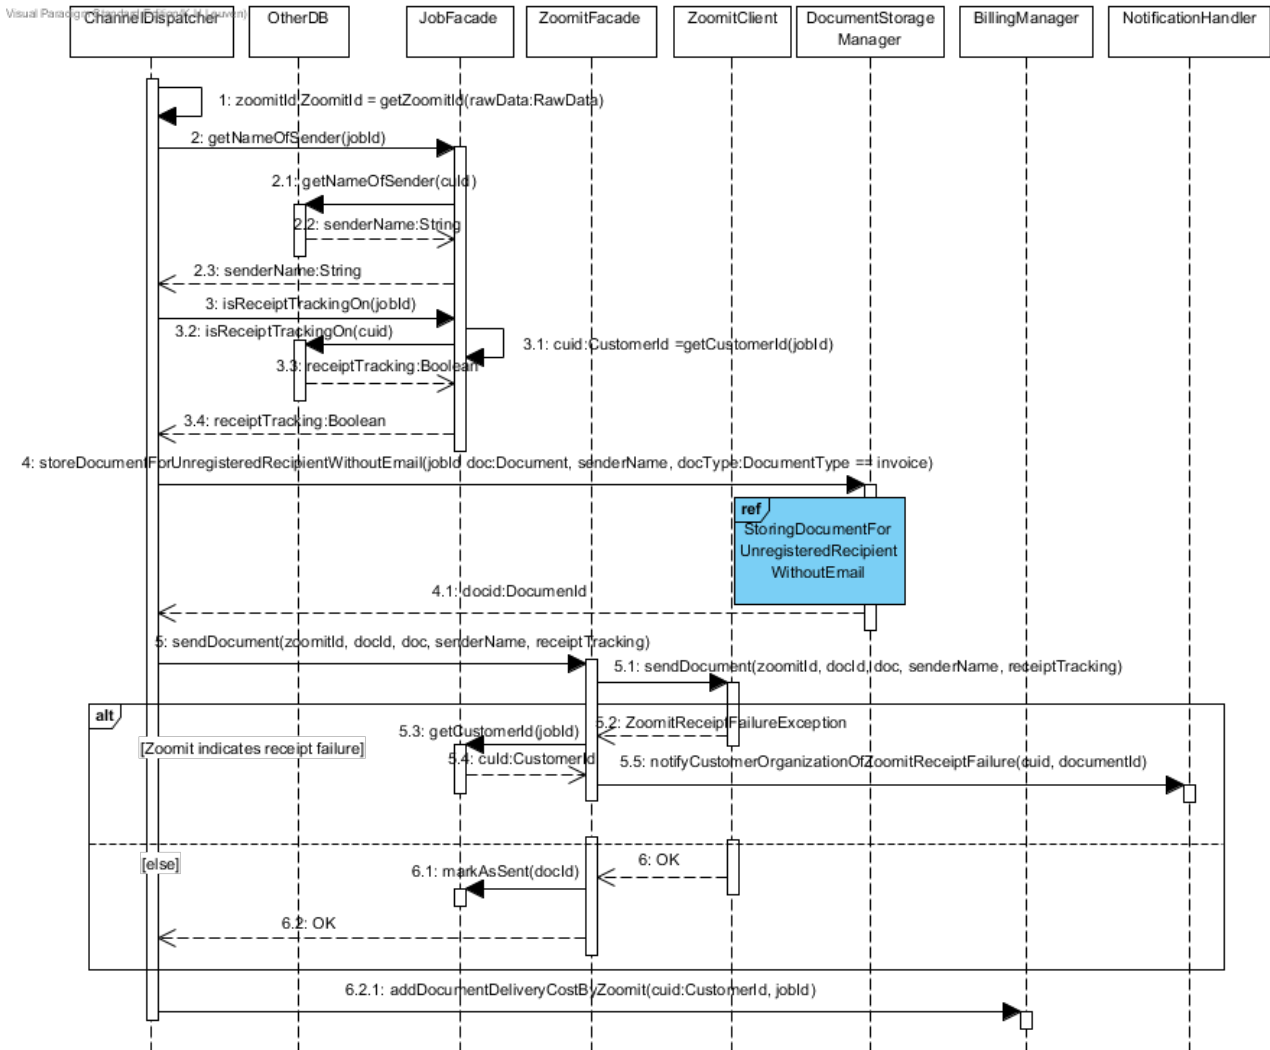 Visual Paradigm Standard Edition(K.U.Leuven)
ChannelDispatcher
OtherDB
JobFacade
ZoomitFacade
ZoomitClient
DocumentStorage
Manager
BillingManager
NotificationHandler
1: zoomitId:ZoomitId = getZoomitId(rawData:RawData)
2: getNameOfSender(jobId)
2.1: getNameOfSender(cuId)
2.2: senderName:String
2.3: senderName:String
3: isReceiptTrackingOn(jobId)
3.2: isReceiptTrackingOn(cuid)
3.1: cuid:CustomerId =getCustomerId(jobId)
3.3: receiptTracking:Boolean
3.4: receiptTracking:Boolean
4: storeDocumentForUnregisteredRecipientWithoutEmail(jobId doc:Document, senderName, docType:DocumentType == invoice)
ref
StoringDocumentFor
UnregisteredRecipient
WithoutEmail
4.1: docid:DocumenId
5: sendDocument(zoomitId, docId, doc, senderName, receiptTracking)
5.1: sendDocument(zoomitId, docId, doc, senderName, receiptTracking)
alt
5.2: ZoomitReceiptFailureException
5.3: getCustomerId(jobId)
[Zoomit indicates receipt failure]
5.4: cuId:CustomerId
5.5: notifyCustomerOrganizationOfZoomitReceiptFailure(cuid, documentId)
[else]
6: OK
6.1: markAsSent(docId)
6.2: OK
6.2.1: addDocumentDeliveryCostByZoomit(cuid:CustomerId, jobId)